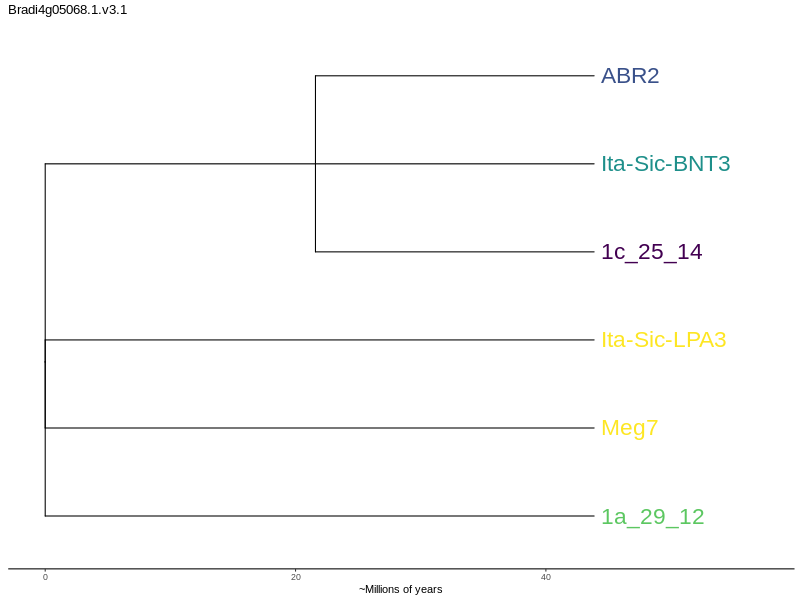 Bradi4g05068.1.v3.1
ABR2
Ita-Sic-BNT3
1c_25_14
Ita-Sic-LPA3
Meg7
1a_29_12
0 20 40
~Millions of years